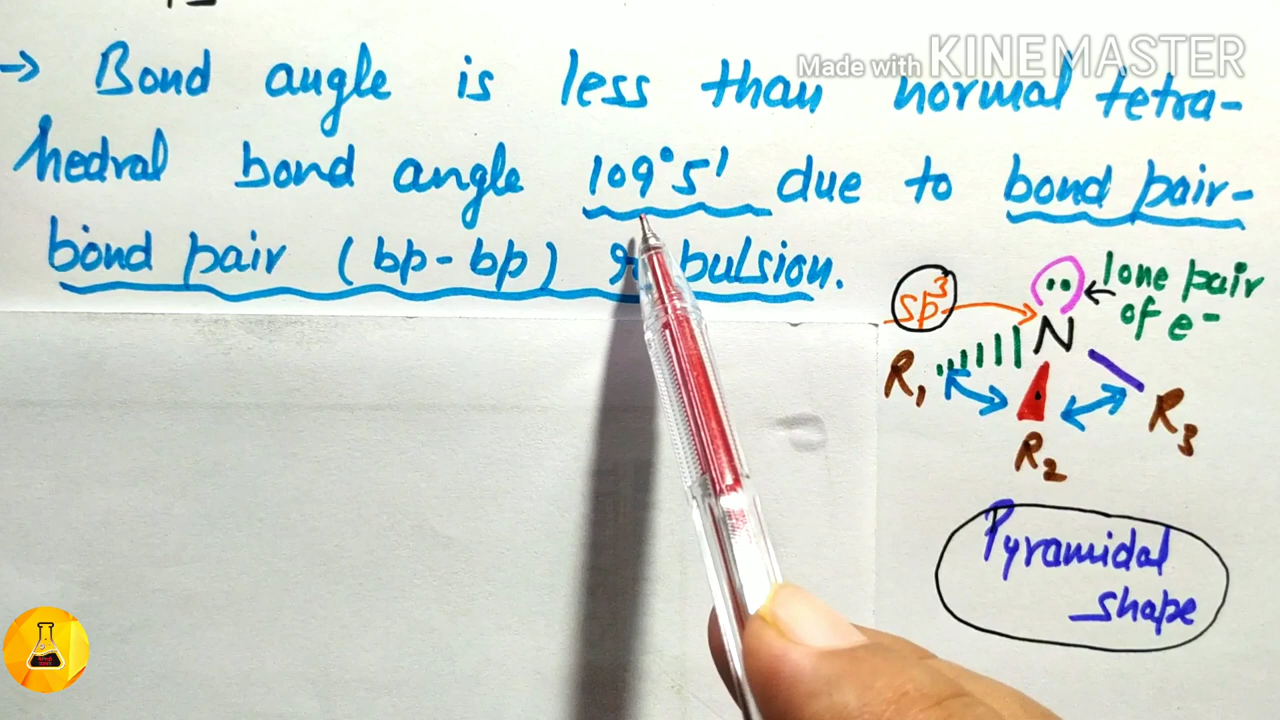 Made with KINEMASTER
→ Bond angle is less than normal tetra-
hedral bond angle 109°5' due to bond pair-
bond pair (bp-bp) repulsion.
sp³
lone pair
of e⁻
N
R₁
R₂
R₃
Pyramidal
shape